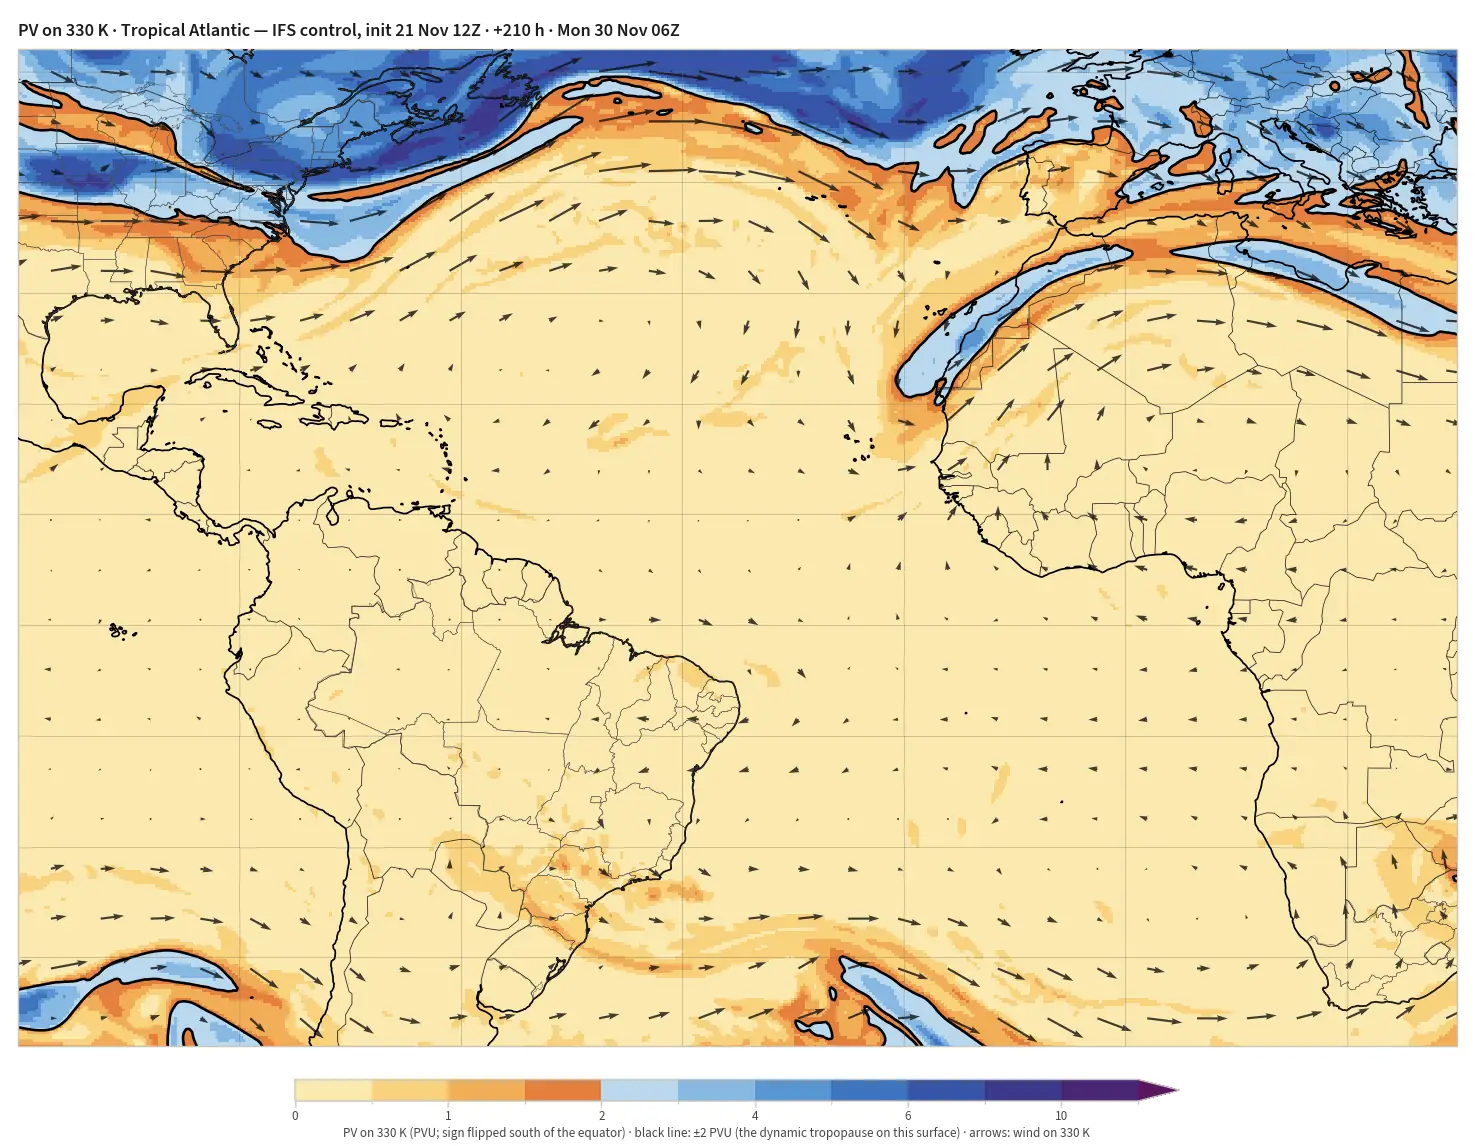 PV on 330 K · Tropical Atlantic — IFS control, init 21 Nov 12Z · +210 h · Mon 30 Nov 06Z
0 1 2 4 6 10
PV on 330 K (PVU; sign flipped south of the equator) · black line: ±2 PVU (the dynamic tropopause on this surface) · arrows: wind on 330 K